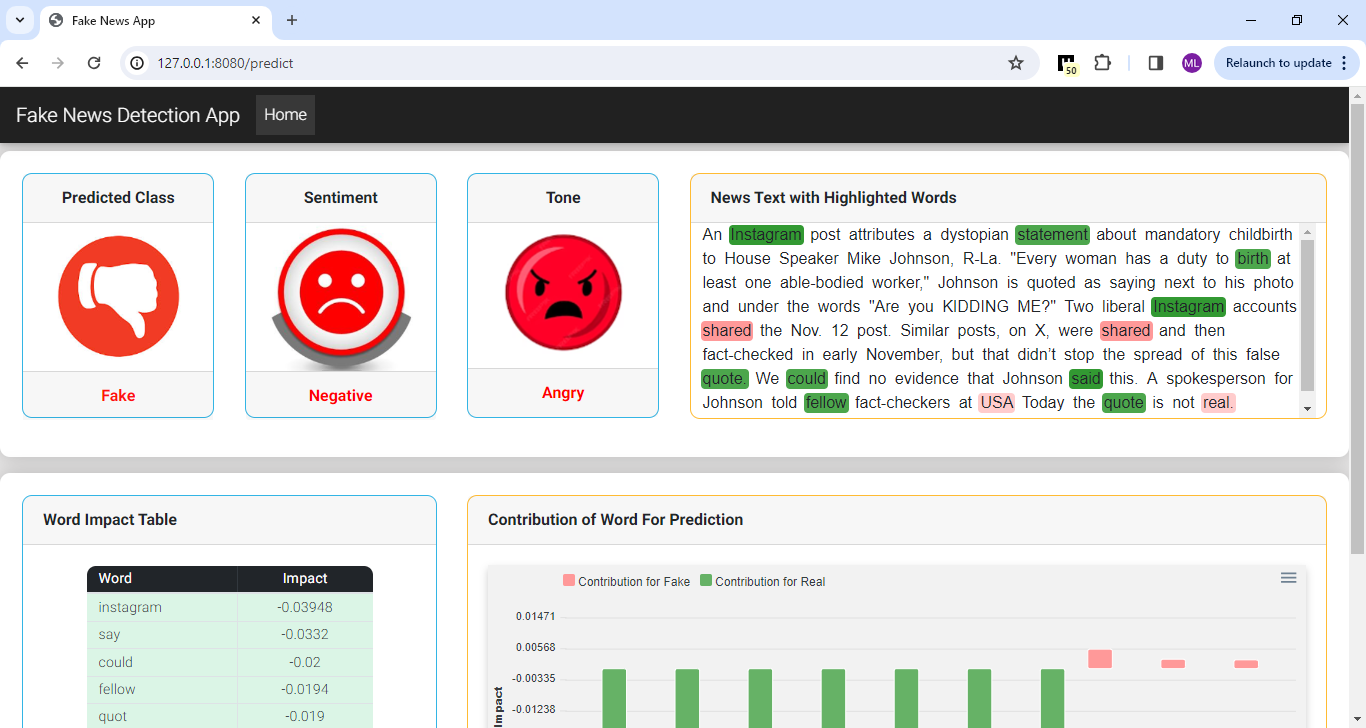 Fake News App
127.0.0.1:8080/predict
50
ML
Relaunch to update
Fake News Detection App
Home
Predicted Class
Fake
Sentiment
Negative
Tone
Angry
News Text with Highlighted Words
An Instagram post attributes a dystopian statement about mandatory childbirth
to House Speaker Mike Johnson, R-La. "Every woman has a duty to birth at
least one able-bodied worker," Johnson is quoted as saying next to his photo
and under the words "Are you KIDDING ME?" Two liberal Instagram accounts
shared the Nov. 12 post. Similar posts, on X, were shared and then
fact-checked in early November, but that didn't stop the spread of this false
quote. We could find no evidence that Johnson said this. A spokesperson for
Johnson told fellow fact-checkers at USA Today the quote is not real.
Word Impact Table
Word Impact
instagram -0.03948
say -0.0332
could -0.02
fellow -0.0194
quot -0.019
Contribution of Word For Prediction
Contribution for Fake Contribution for Real
0.01471
0.00568
-0.00335
-0.01238
Impact